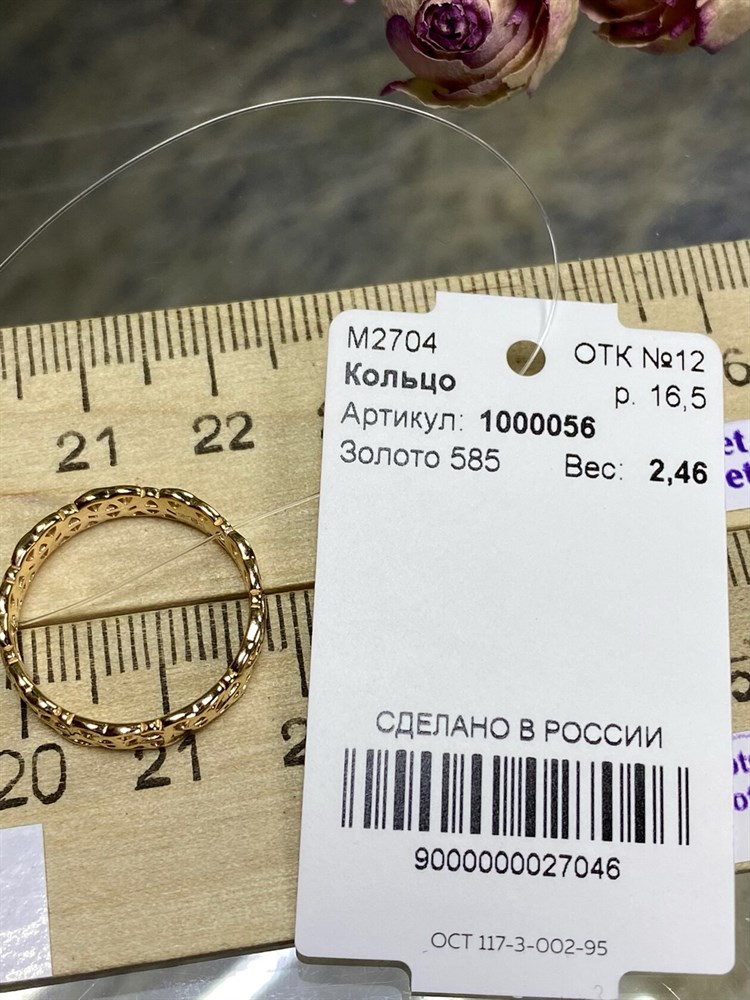 М2704
ОТК №12
Кольцо
р. 16,5
Артикул: 1000056
Золото 585
Вес: 2,46
21
22
20
21
СДЕЛАНО В РОССИИ
9000000027046
ОСТ 117-3-002-95